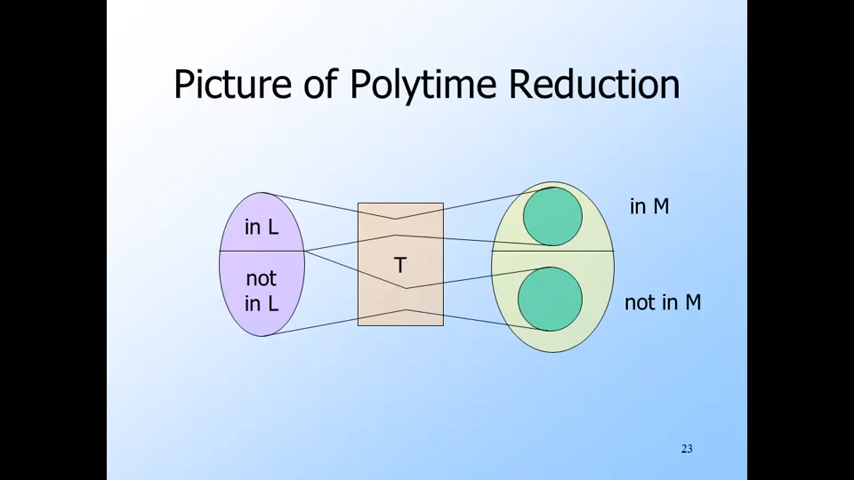 Picture of Polytime Reduction
in L
not
in L
T
in M
not in M
23